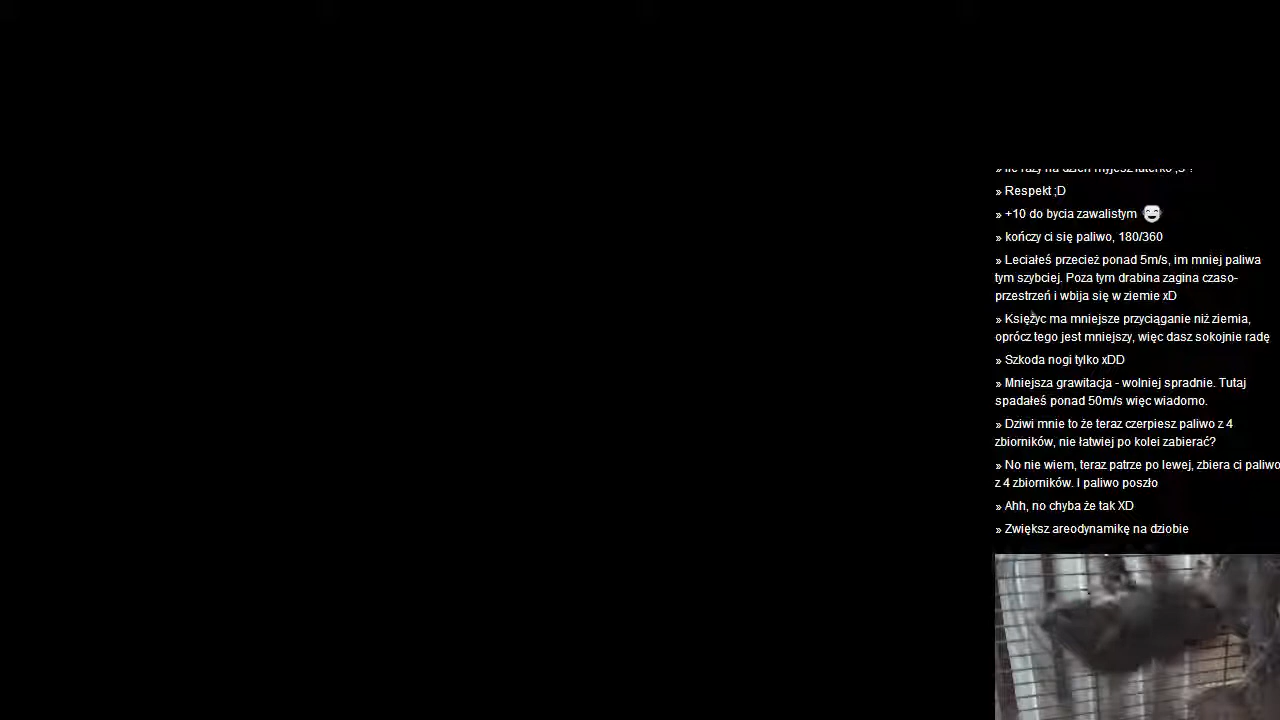 » Respekt ;D
» +10 do bycia zawalistym
» kończy ci się paliwo, 180/360
» Leciałeś przecież ponad 5m/s, im mniej paliwa
tym szybciej. Poza tym drabina zagina czaso-
przestrzeń i wbija się w ziemie xD
» Księżyc ma mniejsze przyciąganie niż ziemia,
oprócz tego jest mniejszy, więc dasz sokojnie radę
» Szkoda nogi tylko xDD
» Mniejsza grawitacja - wolniej spradnie. Tutaj
spadałeś ponad 50m/s więc wiadomo.
» Dziwi mnie to że teraz czerpiesz paliwo z 4
zbiorników, nie łatwiej po kolei zabierać?
» No nie wiem, teraz patrze po lewej, zbiera ci paliwo
z 4 zbiorników. I paliwo poszło
» Ahh, no chyba że tak XD
» Zwiększ areodynamikę na dziobie